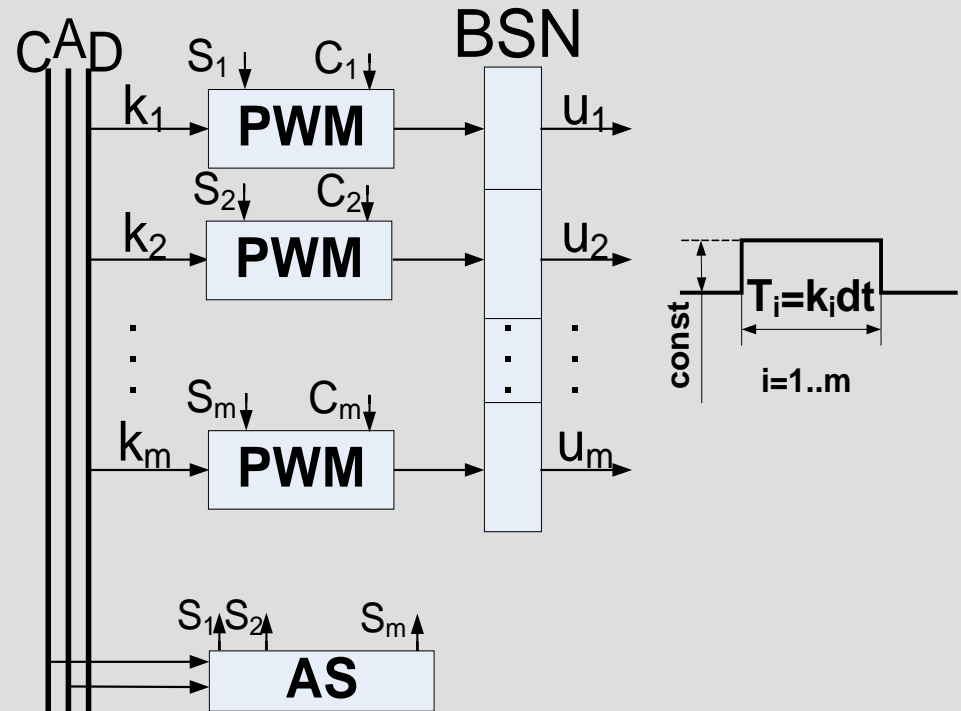 CAD
BSN
S₁ C₁
k₁ PWM u₁
S₂ C₂
k₂ PWM u₂
Tᵢ=kᵢdt
const
i=1..m
Sₘ Cₘ
kₘ PWM uₘ
S₁ S₂ Sₘ
AS